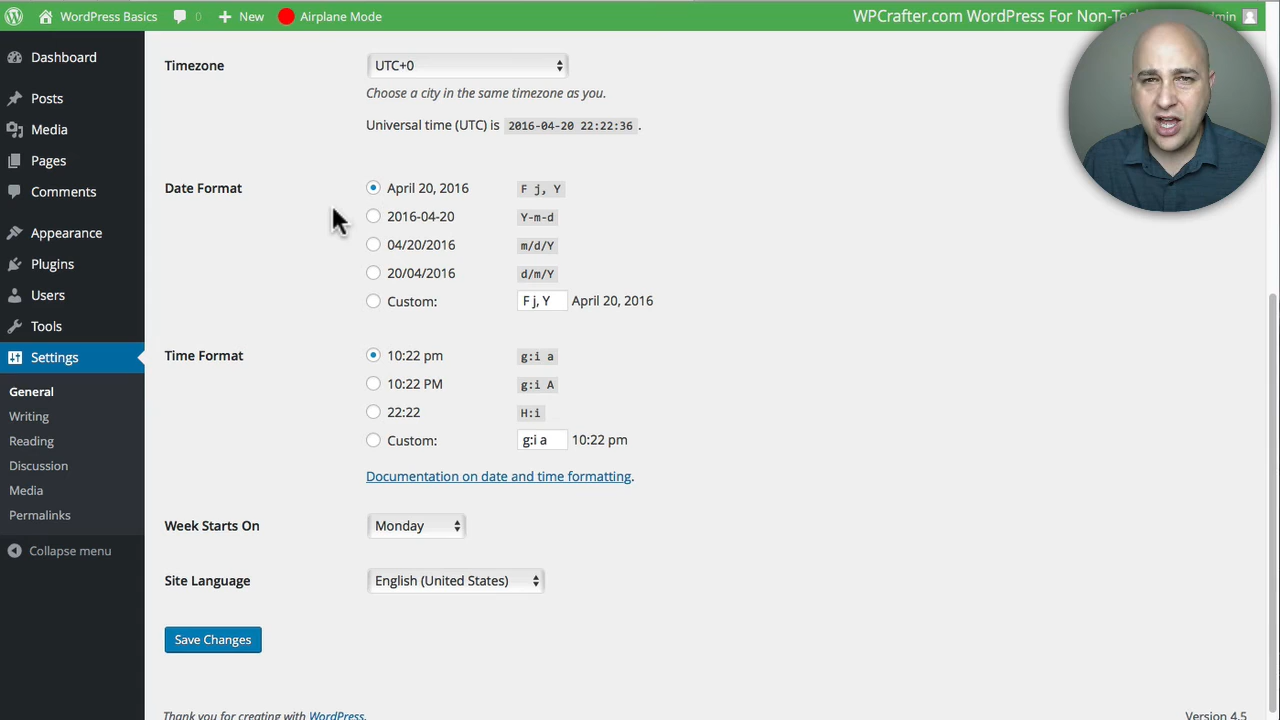 WordPress Basics 0 New Airplane Mode WPCrafter.com WordPress For Non-
Dashboard
Posts
Media
Pages
Comments
Appearance
Plugins
Users
Tools
Settings
General
Writing
Reading
Discussion
Media
Permalinks
Collapse menu
Timezone UTC+0
Choose a city in the same timezone as you.
Universal time (UTC) is 2016-04-20 22:22:36 .
Date Format April 20, 2016 F j, Y
2016-04-20 Y-m-d
04/20/2016 m/d/Y
20/04/2016 d/m/Y
Custom: F j, Y April 20, 2016
Time Format 10:22 pm g:i a
10:22 PM g:i A
22:22 H:i
Custom: g:i a 10:22 pm
Documentation on date and time formatting.
Week Starts On Monday
Site Language English (United States)
Save Changes
Thank you for creating with WordPress. Version 4.5